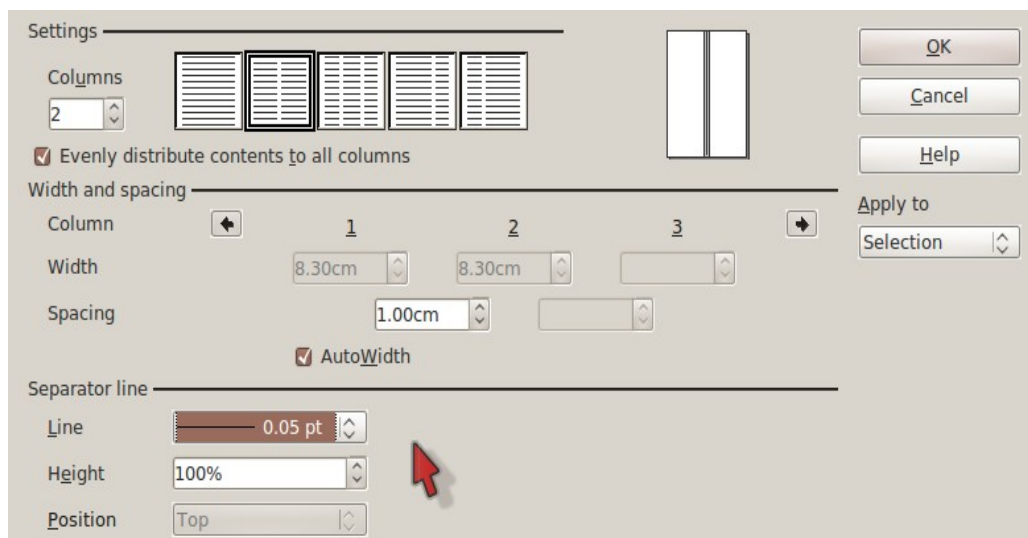 Settings
Columns
2
Evenly distribute contents to all columns
Width and spacing
Column 1 2 3
Width 8.30cm 8.30cm
Spacing 1.00cm
AutoWidth
Separator line
Line 0.05 pt
Height 100%
Position Top
OK
Cancel
Help
Apply to
Selection